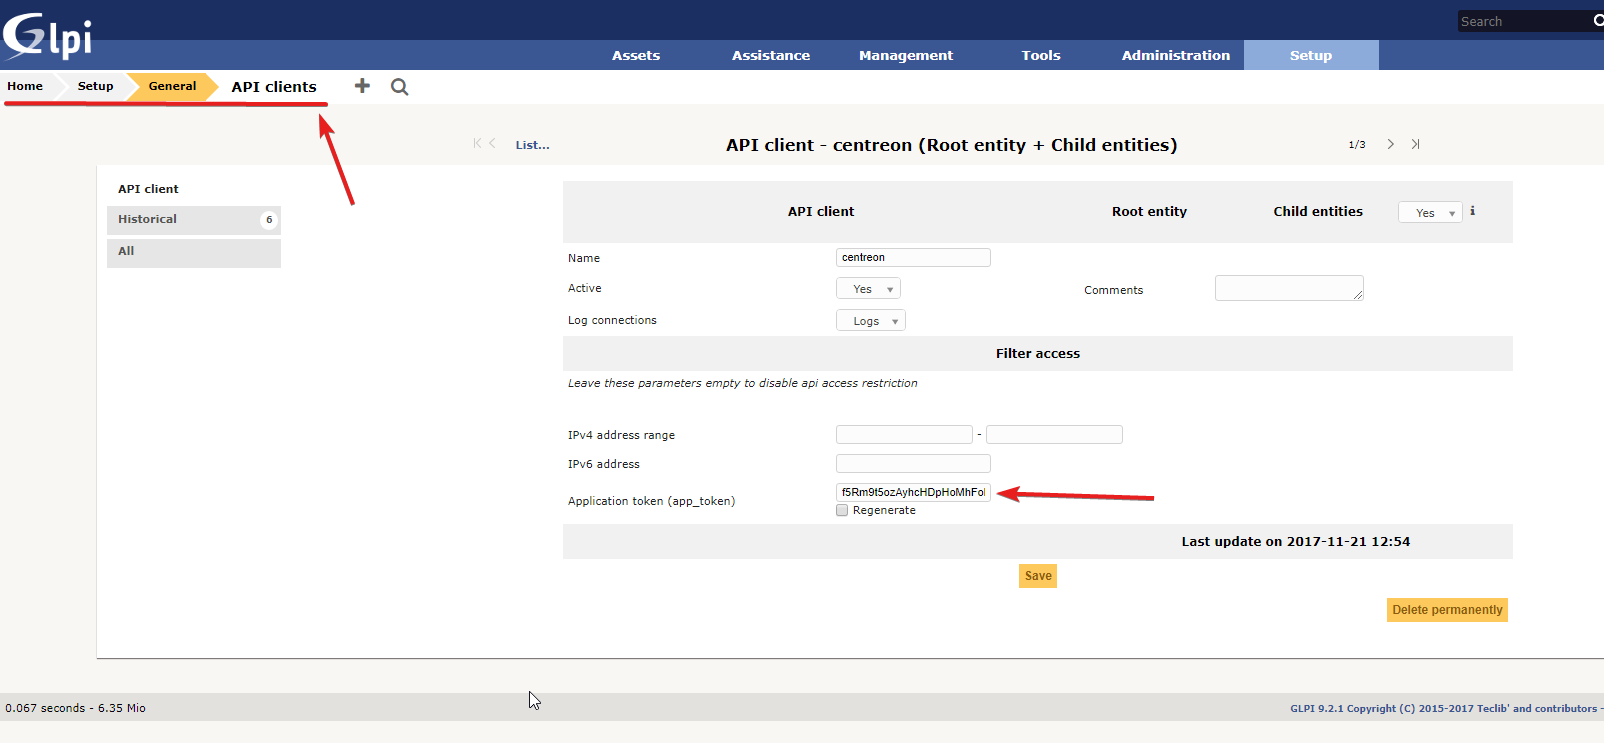 Glpi
Search
Assets Assistance Management Tools Administration Setup
Home Setup General API clients
List... API client - centreon (Root entity + Child entities) 1/3
API client
Historical 6
All
API client Root entity Child entities Yes
Name centreon
Active Yes Comments
Log connections Logs
Filter access
Leave these parameters empty to disable api access restriction
IPv4 address range -
IPv6 address
Application token (app_token) f5Rm9t5ozAyhcHDpHoMhFol
Regenerate
Last update on 2017-11-21 12:54
Save
Delete permanently
0.067 seconds - 6.35 Mio
GLPI 9.2.1 Copyright (C) 2015-2017 Teclib' and contributors -